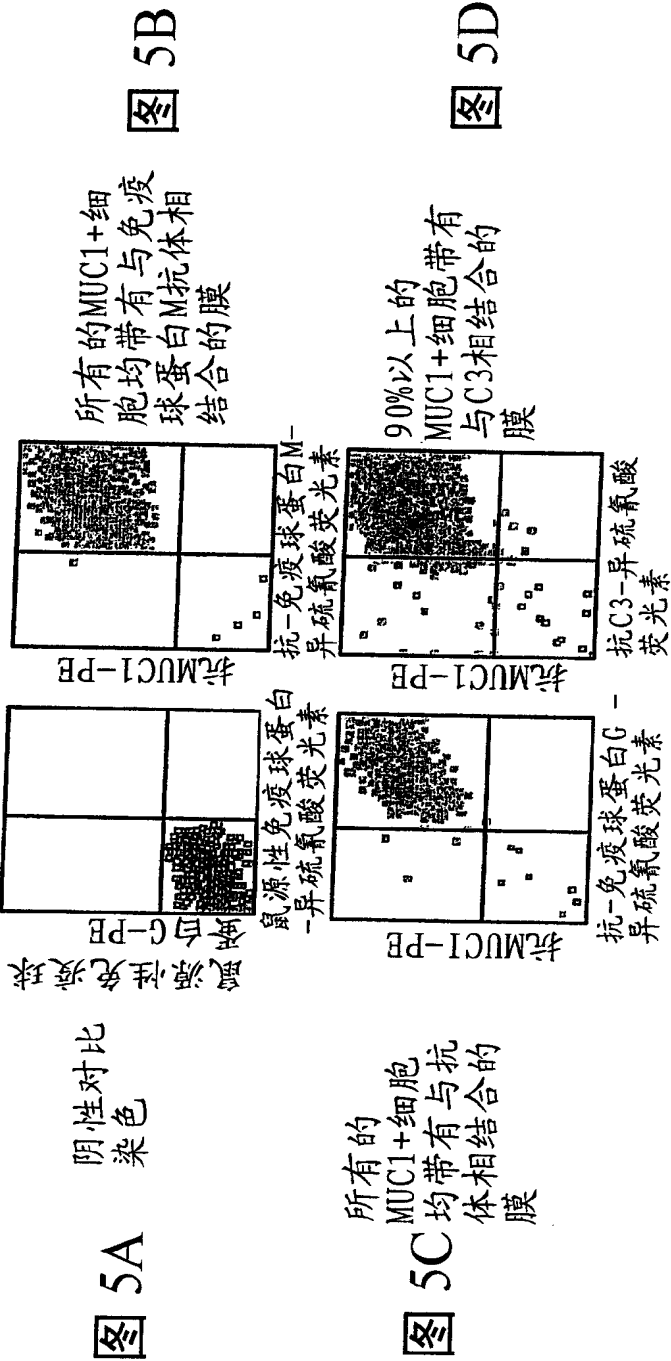 图 5A
阴性对比
染色
鼠源性免疫球
蛋
白G-PE
鼠源性免疫球蛋白
-异硫氰酸荧光素
抗MUC1-PE
抗-免疫球蛋白M-
异硫氰酸荧光素
所有的MUC1+细
胞均带有与免疫
球蛋白M抗体相
结合的膜
图 5B
图 5C
所有的
MUC1+细胞
均带有与抗
体相结合的
膜
抗MUCI-PE
抗-免疫球蛋白G-
异硫氰酸荧光素
抗MUC1-PE
抗C3-异硫氰酸
荧光素
90%以上的
MUC1+细胞带有
与C3相结合的
膜
图 5D